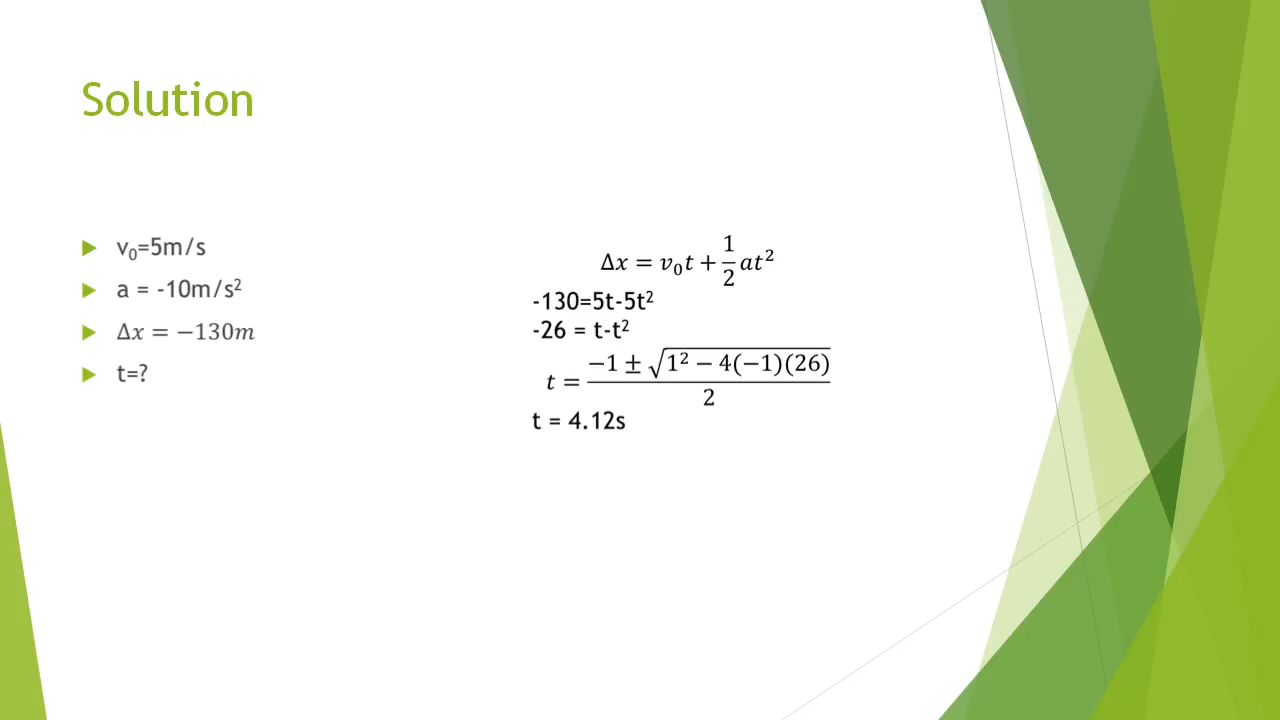 Solution
v₀=5m/s
a = -10m/s²
Δx = −130m
t=?
Δx = v₀t + 1/2 at²
-130=5t-5t²
-26 = t-t²
t = (−1 ± √(1² − 4(−1)(26)))/2
t = 4.12s